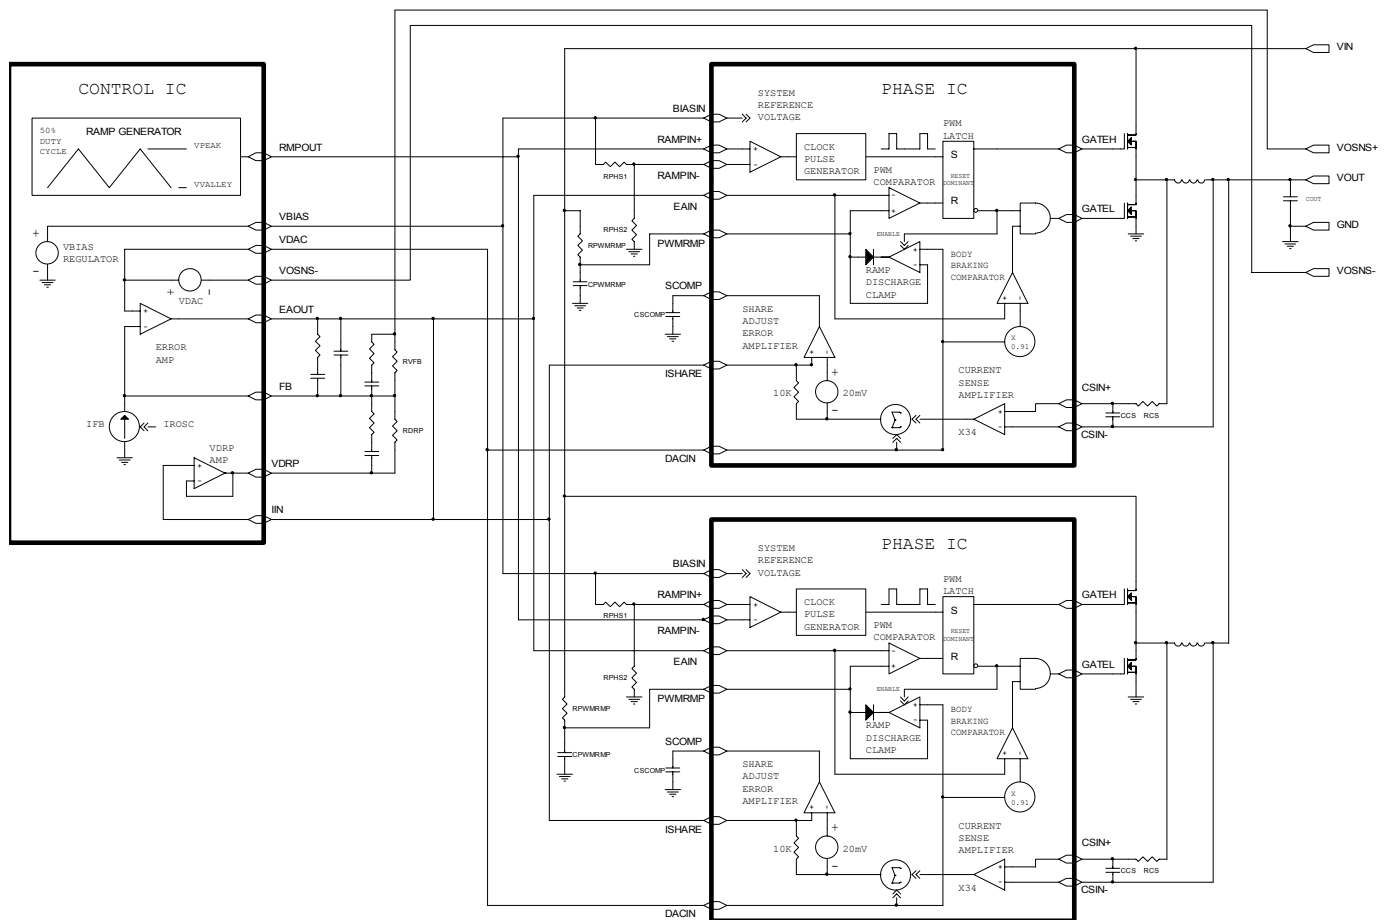 CONTROL IC
50%
DUTY
CYCLE
RAMP GENERATOR
VPEAK
VVALLEY
RMPOUT
+
-
VBIAS
REGULATOR
VBIAS
VDAC
VOSNS-
+ -
VDAC
+
-
ERROR
AMP
EAOUT
FB
IFB
IROSC
VDRP
AMP
+
-
VDRP
IIN
RVFB
RDRP
VIN
VOSNS+
VOUT
COUT
GND
VOSNS-
PHASE IC
BIASIN
SYSTEM
REFERENCE
VOLTAGE
RAMPIN+
RAMPIN-
RPHS1
+
-
CLOCK
PULSE
GENERATOR
PWM
LATCH
S
RESET
DOMINANT
R
PWM
COMPARATOR
-
+
GATEH
GATEL
EAIN
RPHS2
PWMRMP
RPWMRMP
CPWMRMP
ENABLE
+
-
RAMP
DISCHARGE
CLAMP
BODY
BRAKING
COMPARATOR
+ -
SCOMP
CSCOMP
SHARE
ADJUST
ERROR
AMPLIFIER
+ -
X
0.91
ISHARE
10K
+
20mV
-
Σ
CURRENT
SENSE
AMPLIFIER
+
-
X34
CSIN+
CCS RCS
CSIN-
DACIN
PHASE IC
BIASIN
SYSTEM
REFERENCE
VOLTAGE
RAMPIN+
RAMPIN-
RPHS1
+
-
CLOCK
PULSE
GENERATOR
PWM
LATCH
S
RESET
DOMINANT
R
PWM
COMPARATOR
-
+
GATEH
GATEL
EAIN
RPHS2
PWMRMP
RPWMRMP
CPWMRMP
ENABLE
+
-
RAMP
DISCHARGE
CLAMP
BODY
BRAKING
COMPARATOR
+ -
SCOMP
CSCOMP
SHARE
ADJUST
ERROR
AMPLIFIER
+ -
X
0.91
ISHARE
10K
+
20mV
-
Σ
CURRENT
SENSE
AMPLIFIER
+
-
X34
CSIN+
CCS RCS
CSIN-
DACIN